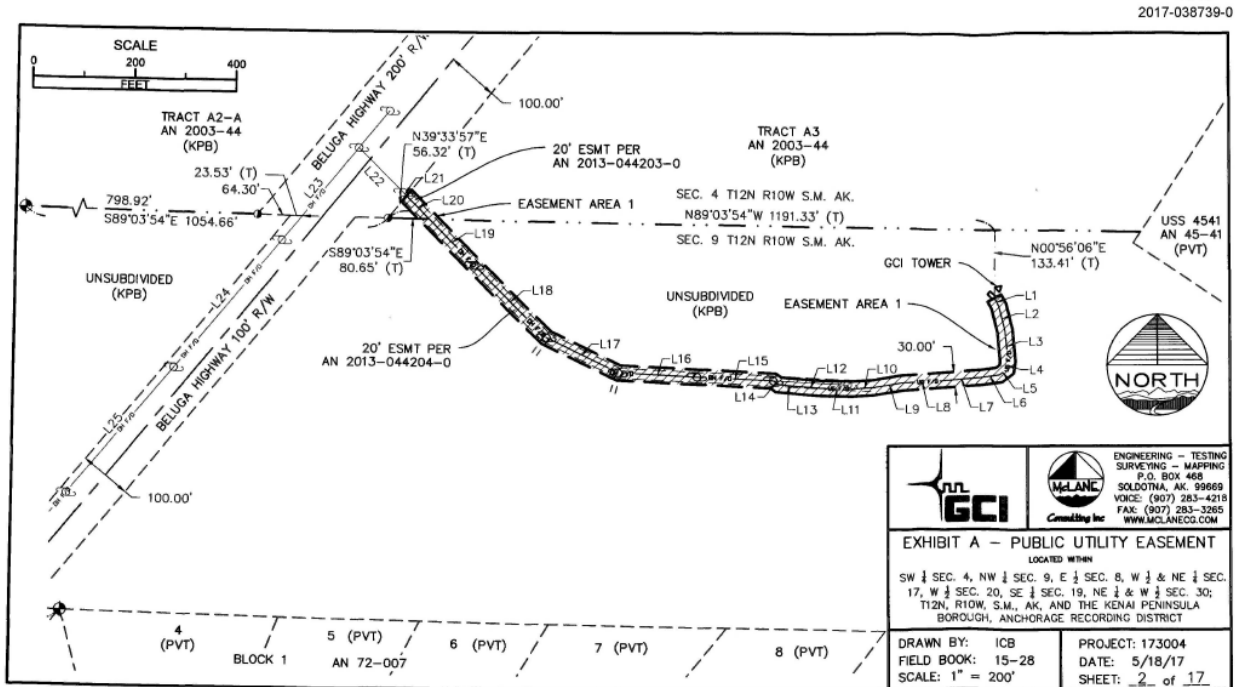 2017-038739-0
SCALE
0 200 400
FEET
TRACT A2-A
AN 2003-44
(KPB)
BELUGA HIGHWAY 200' R/W
100.00'
N39°33'57"E
56.32' (T)
20' ESMT PER
AN 2013-044203-0
TRACT A3
AN 2003-44
(KPB)
23.53' (T)
64.30'
L23
L22
L21
L20
798.92'
S89°03'54"E 1054.66'
EASEMENT AREA 1
SEC. 4 T12N R10W S.M. AK.
N89°03'54"W 1191.33' (T)
SEC. 9 T12N R10W S.M. AK.
USS 4541
AN 45-41
(PVT)
OH F/O
L19
S89°03'54"E
80.65' (T)
N00°56'06"E
133.41' (T)
GCI TOWER
UNSUBDIVIDED
(KPB)
L24
OH F/O
BELUGA HIGHWAY 100' R/W
L18
UNSUBDIVIDED
(KPB)
EASEMENT AREA 1
L1
L2
L3
L4
L5
L6
L7
L8
L9
L10
L11
L12
L13
L14
L15
L16
L17
30.00'
20' ESMT PER
AN 2013-044204-0
NORTH
L25
OH F/O
OH F/O
100.00'
GCI
McLANE
Consulting Inc
ENGINEERING - TESTING
SURVEYING - MAPPING
P.O. BOX 468
SOLDOTNA, AK. 99669
VOICE: (907) 283-4218
FAX: (907) 283-3265
WWW.MCLANECG.COM
EXHIBIT A - PUBLIC UTILITY EASEMENT
LOCATED WITHIN
SW 1/4 SEC. 4, NW 1/4 SEC. 9, E 1/2 SEC. 8, W 1/2 & NE 1/4 SEC.
17, W 1/2 SEC. 20, SE 1/4 SEC. 19, NE 1/4 & W 1/2 SEC. 30;
T12N, R10W, S.M., AK, AND THE KENAI PENINSULA
BOROUGH, ANCHORAGE RECORDING DISTRICT
4
(PVT)
BLOCK 1
5 (PVT)
AN 72-007
6 (PVT)
7 (PVT)
8 (PVT)
DRAWN BY: ICB
FIELD BOOK: 15-28
SCALE: 1" = 200'
PROJECT: 173004
DATE: 5/18/17
SHEET: 2 of 17